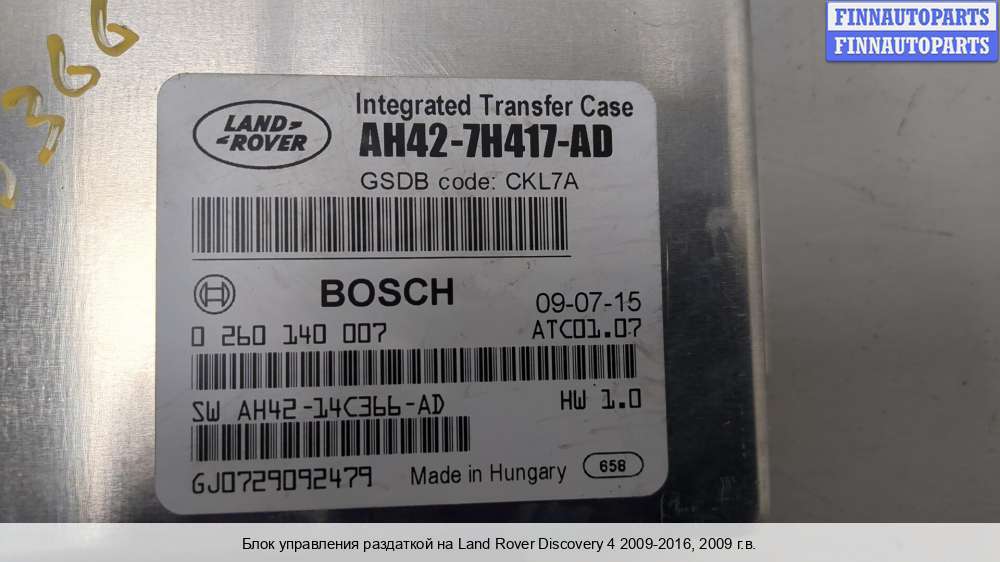 FINNAUTOPARTS
FINNAUTOPARTS
366
LAND-
ROVER
Integrated Transfer Case
AH42-7H417-AD
GSDB code: CKL7A
BOSCH
09-07-15
0 260 140 007
ATC01.07
SW AH42-14C366-AD
HW 1.0
GJ0729092479
Made in Hungary
658
Блок управления раздаткой на Land Rover Discovery 4 2009-2016, 2009 г.в.